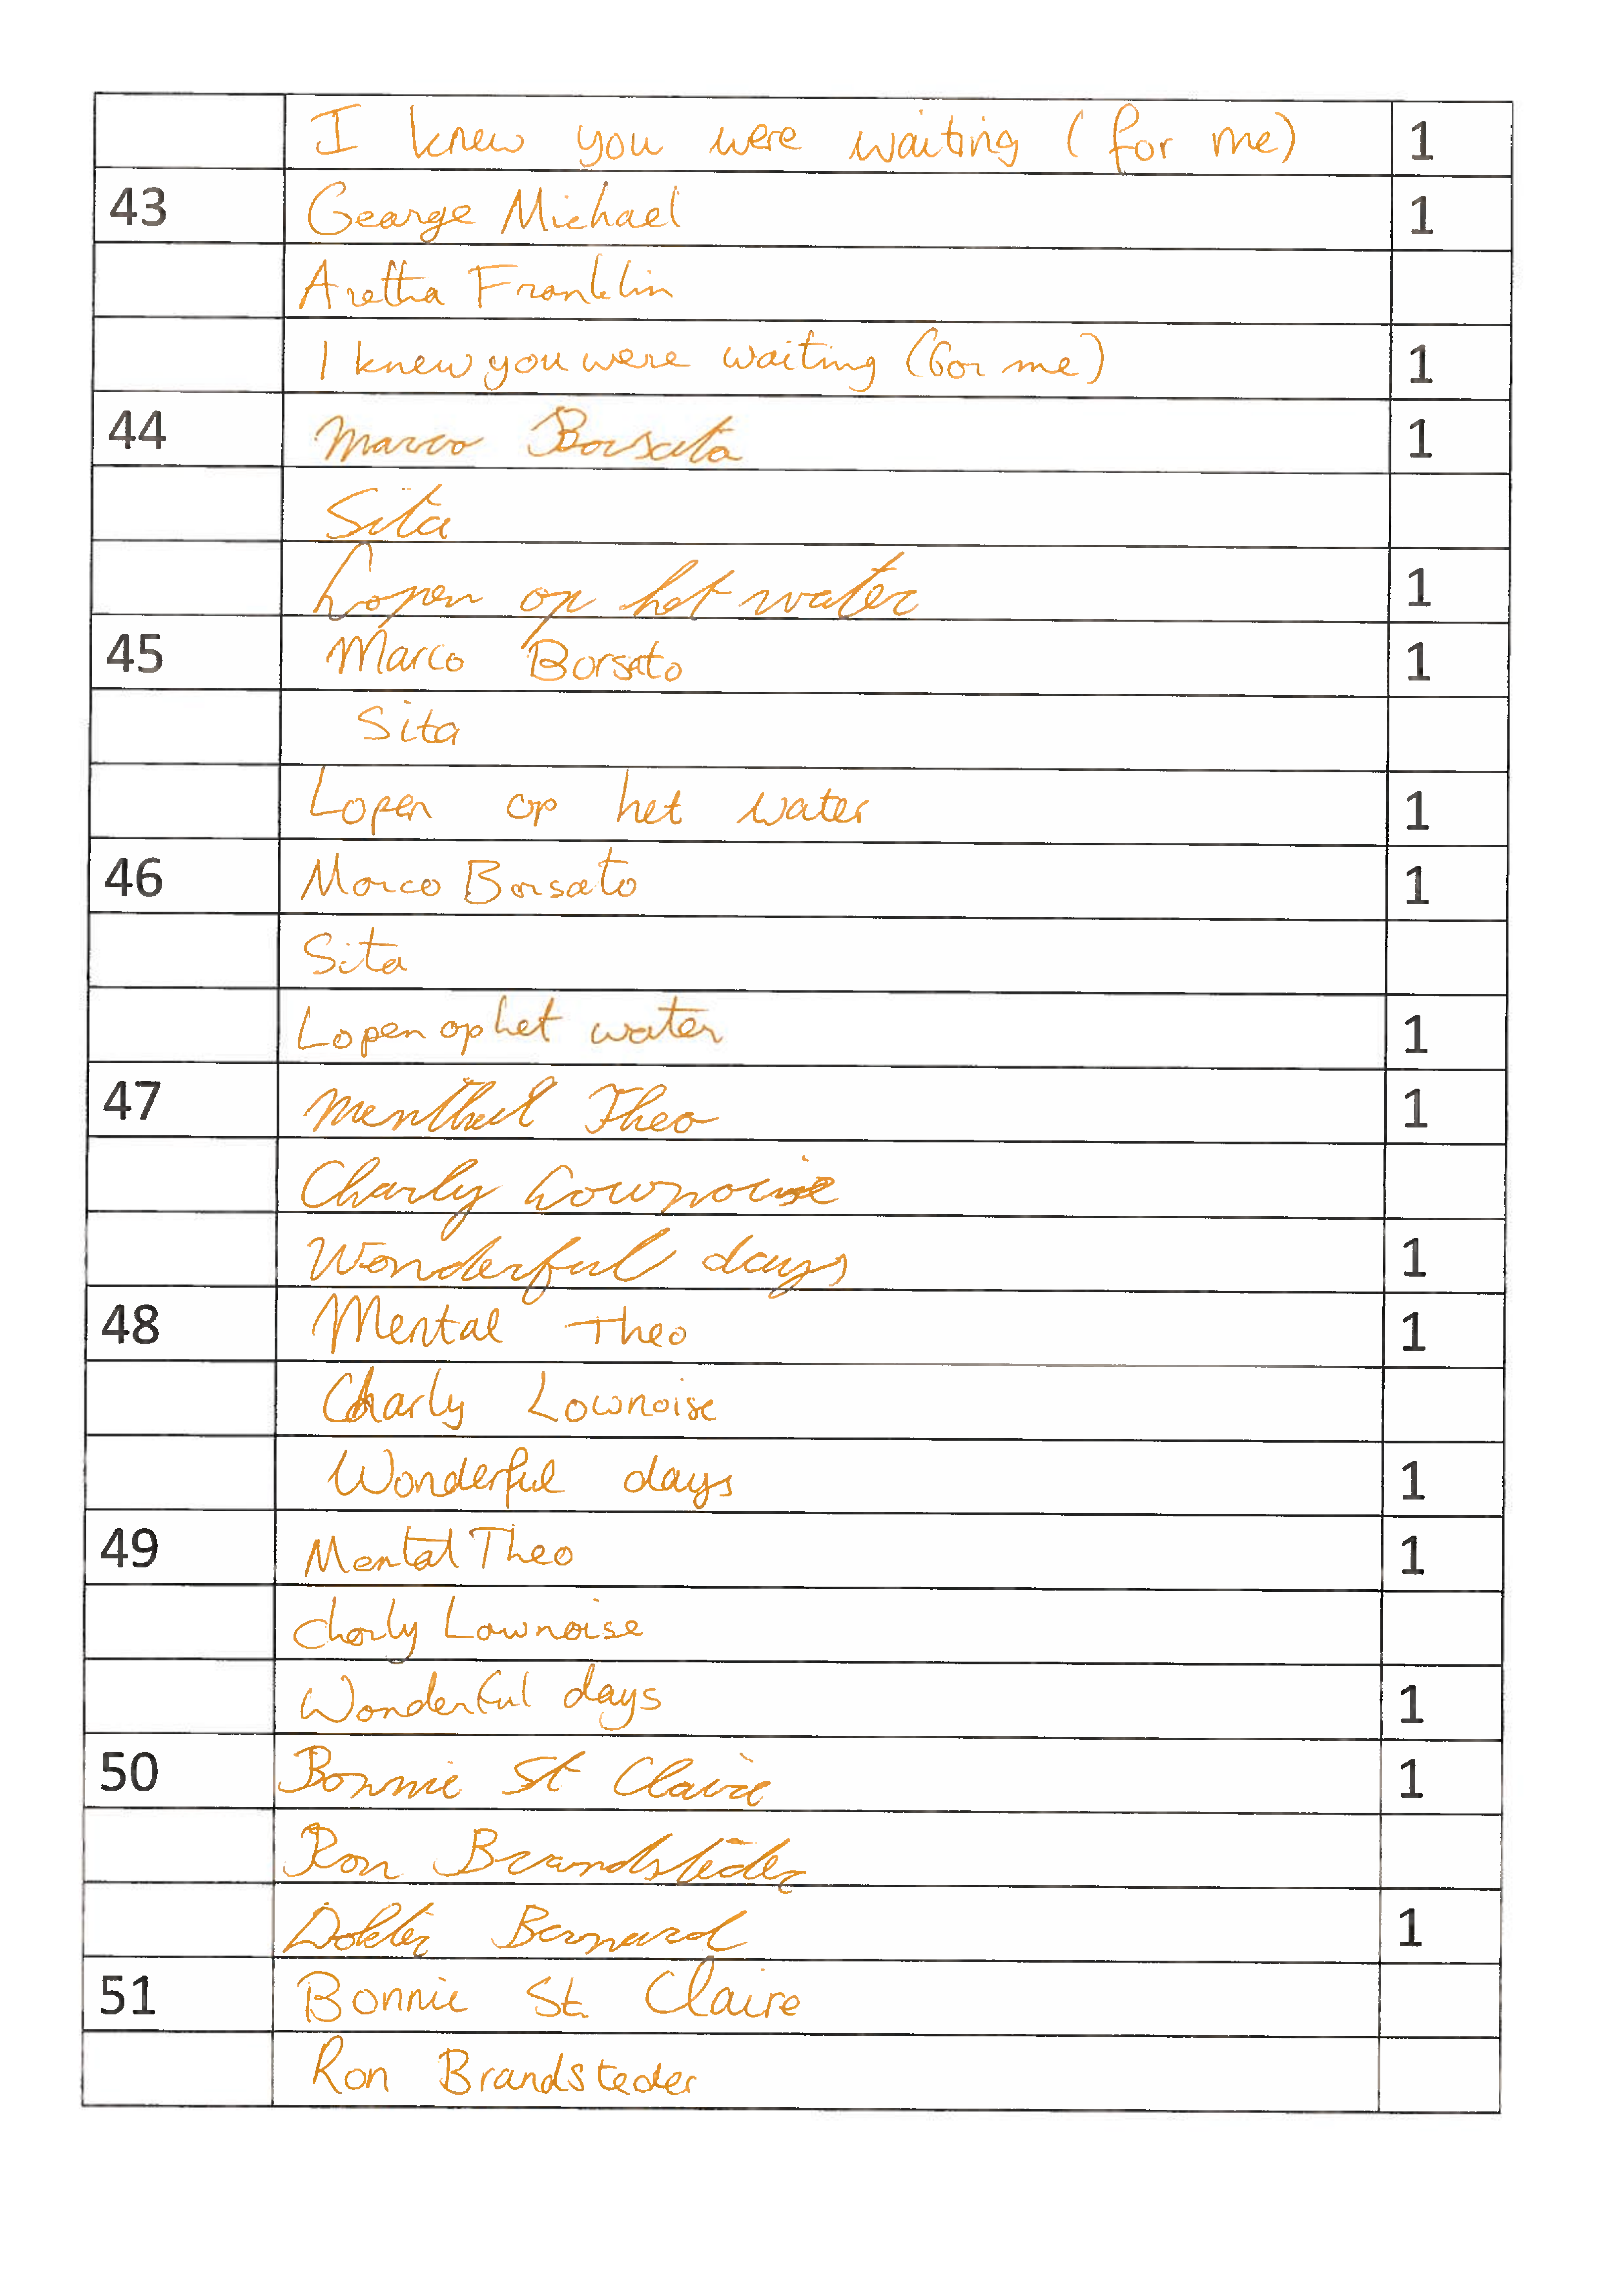 I knew you were waiting (for me) 1
43 George Michael 1
Aretha Franklin
I knew you were waiting (for me) 1
44 Marco Borsato 1
Sita
Lopen op het water 1
45 Marco Borsato 1
Sita
Lopen op het water 1
46 Marco Borsato 1
Sita
Lopen op het water 1
47 Menthal Theo 1
Charly Lownoise
Wonderful days 1
48 Mental Theo 1
Charly Lownoise
Wonderful days 1
49 Mental Theo 1
charly Lownoise
Wonderful days 1
50 Bonnie St Claire 1
Ron Brandsteder
Dokter Bernard 1
51 Bonnie St. Claire
Ron Brandsteder